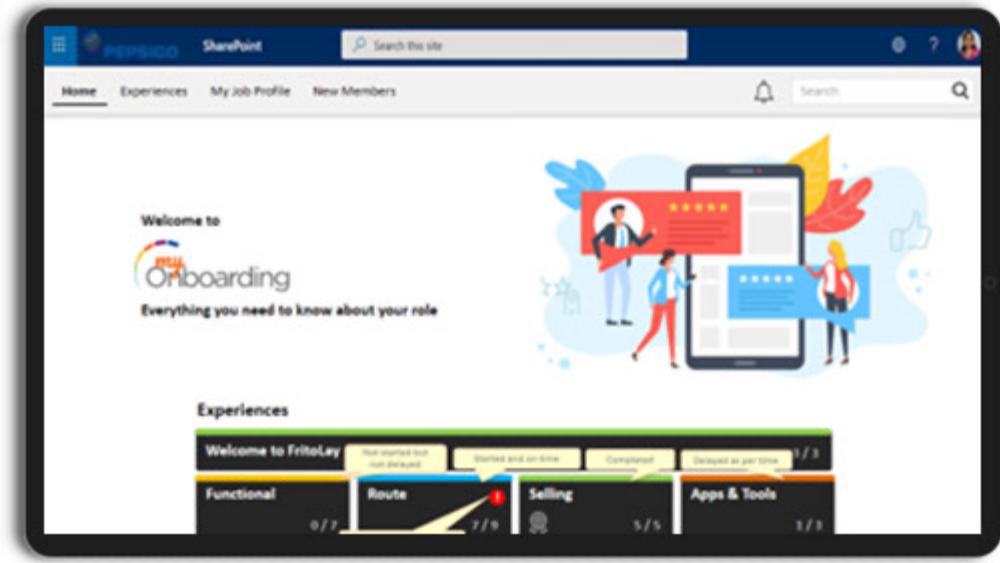 PEPSICO SharePoint Search this site ?
Home Experiences My Job Profile New Members Search
Welcome to
my
Onboarding
Everything you need to know about your role
Experiences
Welcome to FritoLay 3/3
Not started but
not delayed
Started and on time
Completed
Delayed as per time
Functional
0/7
Route
!
7/9
Selling
5/5
Apps & Tools
1/3